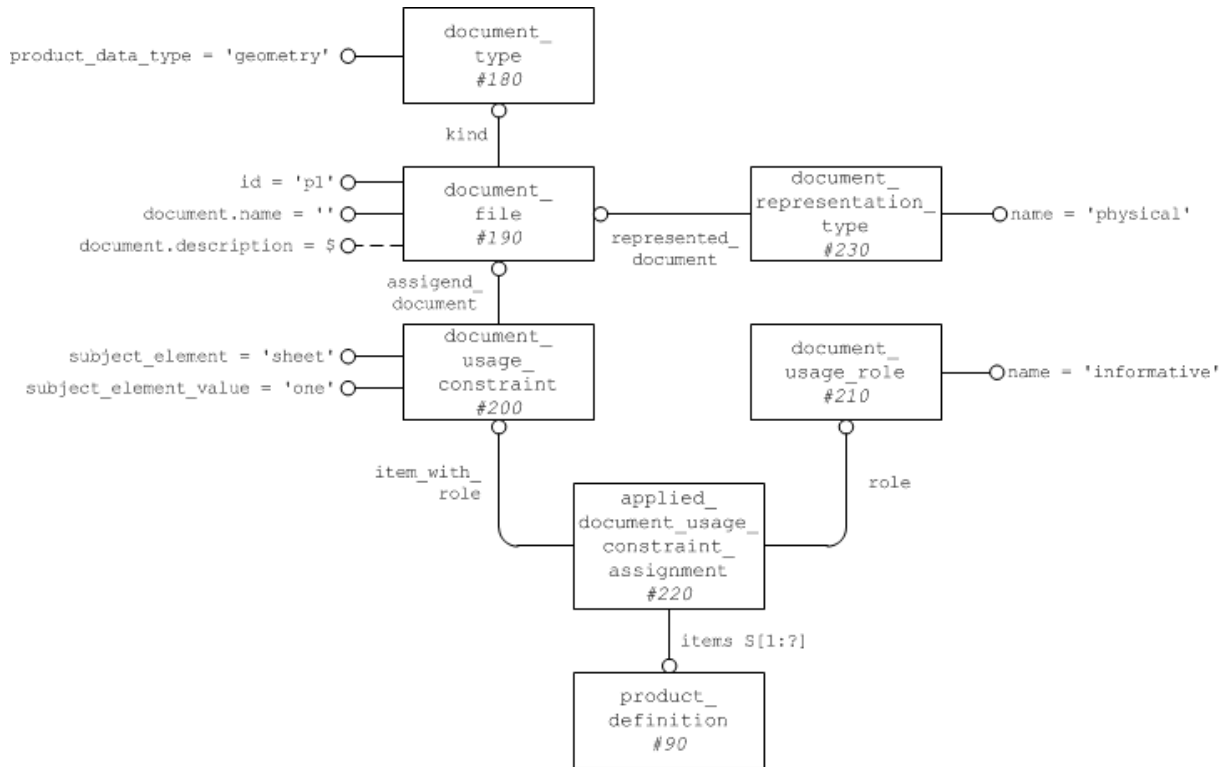 document_
type
#180
product_data_type = 'geometry'
kind
id = 'p1'
document.name = ''
document.description = $
document_
file
#190
represented_
document
document_
representation_
type
#230
name = 'physical'
assigend_
document
subject_element = 'sheet'
subject_element_value = 'one'
document_
usage_
constraint
#200
document_
usage_role
#210
name = 'informative'
item_with_
role
role
applied_
document_usage_
constraint_
assignment
#220
items S[1:?]
product_
definition
#90